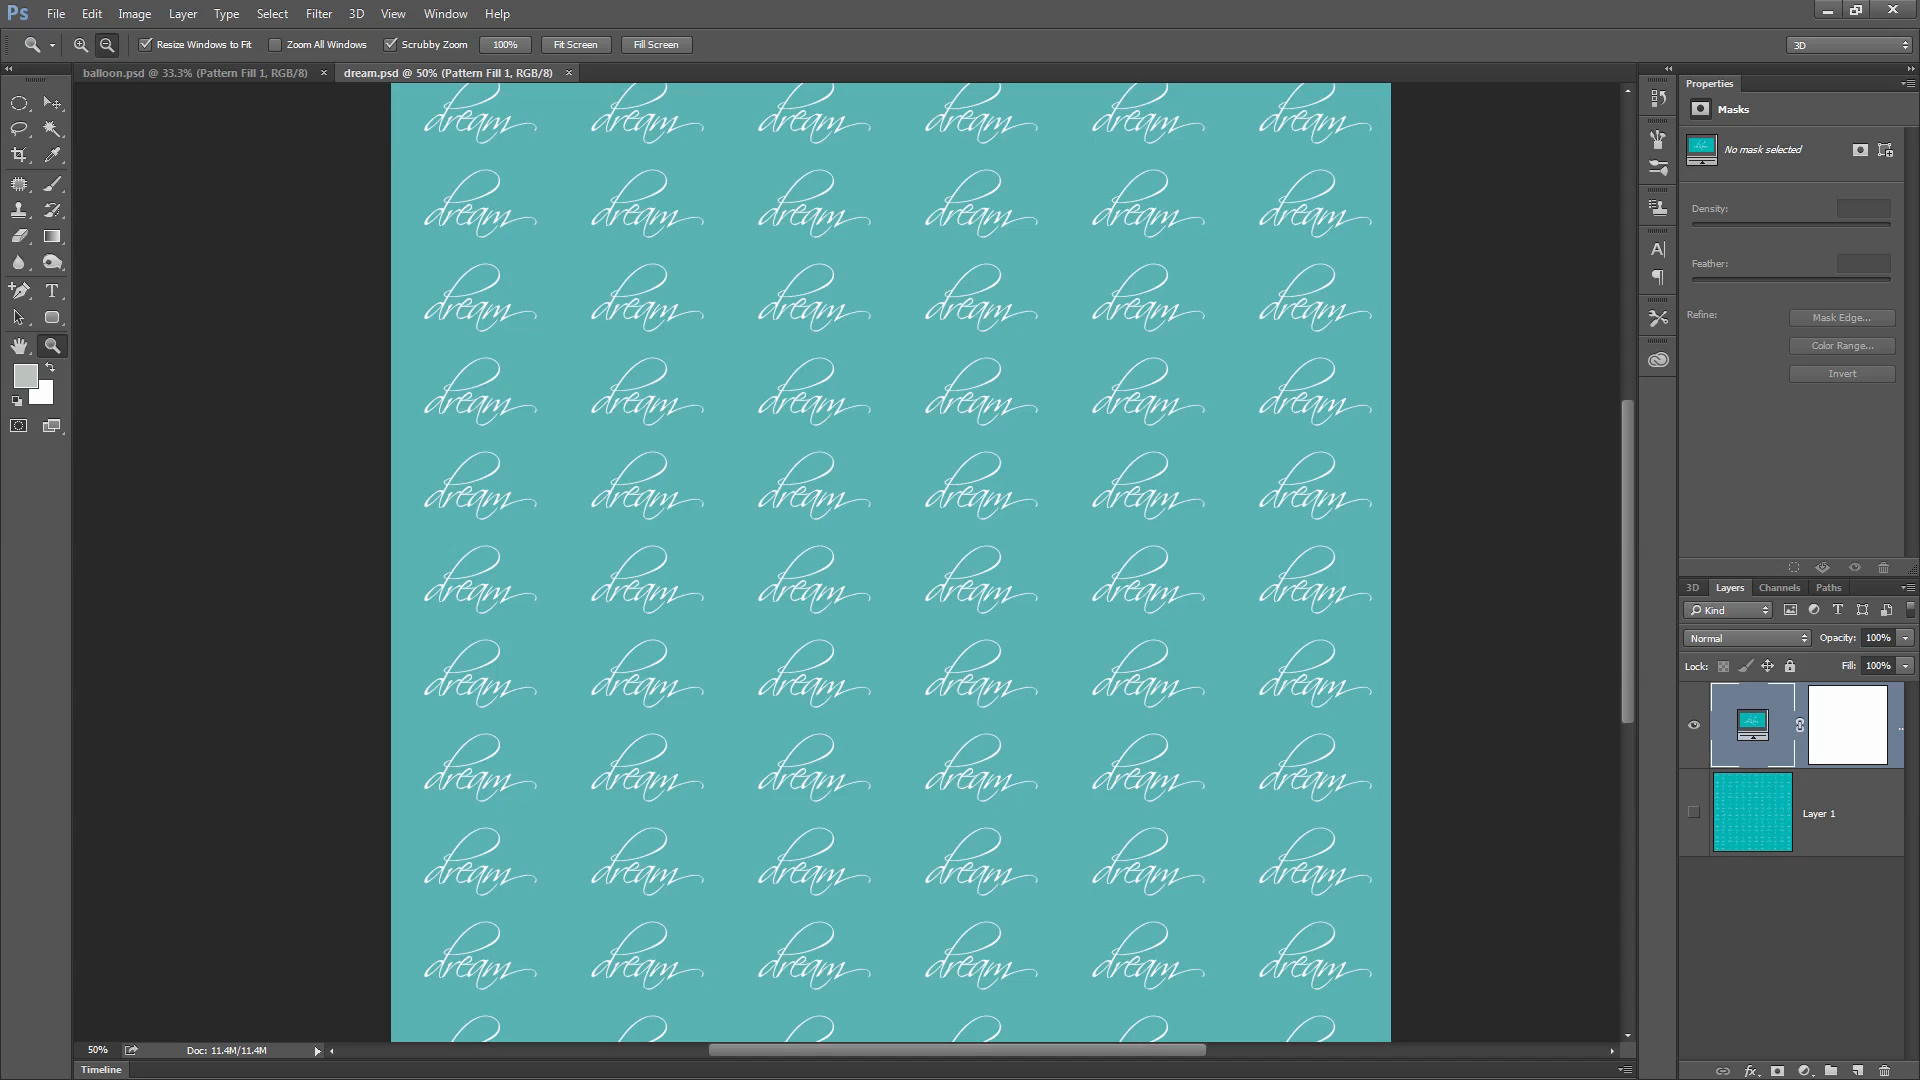 Ps File Edit Image Layer Type Select Filter 3D View Window Help
Resize Windows to Fit Zoom All Windows Scrubby Zoom 100% Fit Screen Fill Screen 3D
balloon.psd @ 33.3% (Pattern Fill 1, RGB/8) × dream.psd @ 50% (Pattern Fill 1, RGB/8) ×
Properties
Masks
No mask selected
Density:
Feather:
Refine: Mask Edge...
Color Range...
Invert
3D Layers Channels Paths
Kind
Normal Opacity: 100%
Lock: Fill: 100%
Layer 1
dream dream dream dream dream dream
dream dream dream dream dream dream
dream dream dream dream dream dream
dream dream dream dream dream dream
dream dream dream dream dream dream
dream dream dream dream dream dream
dream dream dream dream dream dream
dream dream dream dream dream dream
dream dream dream dream dream dream
dream dream dream dream dream dream
50% Doc: 11.4M/11.4M
Timeline